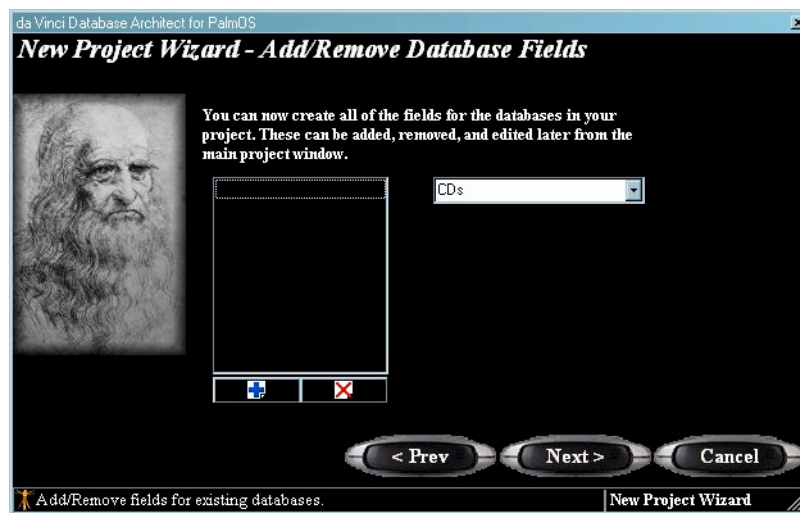 da Vinci Database Architect for PalmOS
New Project Wizard - Add/Remove Database Fields
You can now create all of the fields for the databases in your
project. These can be added, removed, and edited later from the
main project window.
CDs
< Prev
Next >
Cancel
Add/Remove fields for existing databases.
New Project Wizard